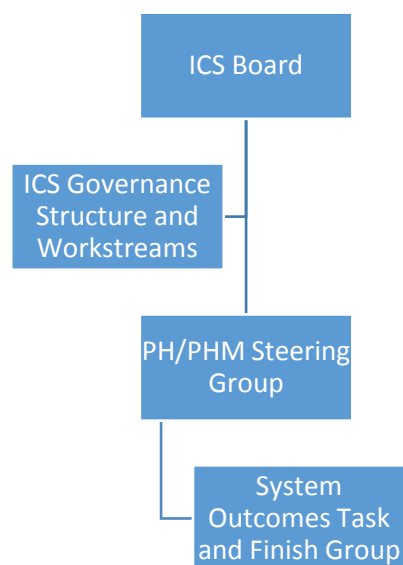 ICS Board
ICS Governance
Structure and
Workstreams
PH/PHM Steering
Group
System
Outcomes Task
and Finish Group